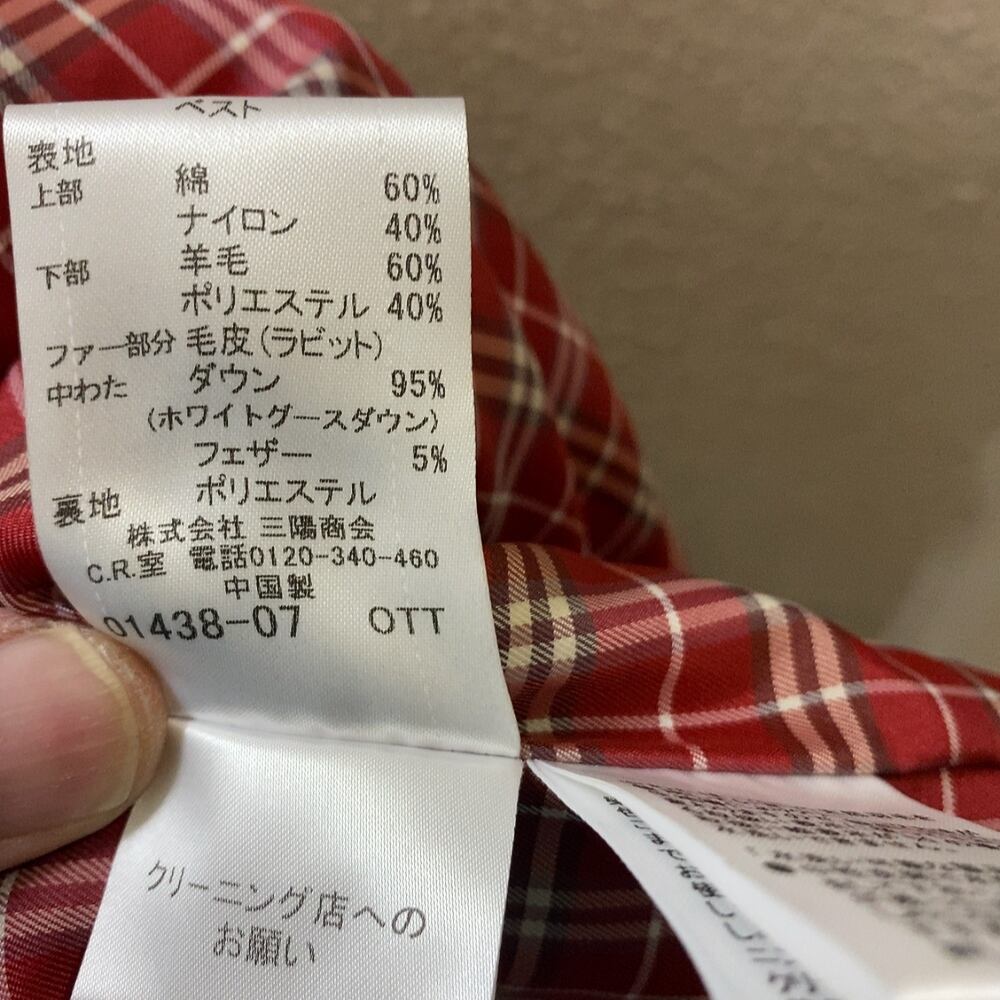 ベスト
表地
上部 綿 60%
ナイロン 40%
下部 羊毛 60%
ポリエステル 40%
ファー部分 毛皮(ラビット)
中わた ダウン 95%
(ホワイトグースダウン)
フェザー 5%
裏地 ポリエステル
株式会社 三陽商会
C.R.室 電話0120-340-460
中国製
01438-07 OTT
クリーニング店への
お願い